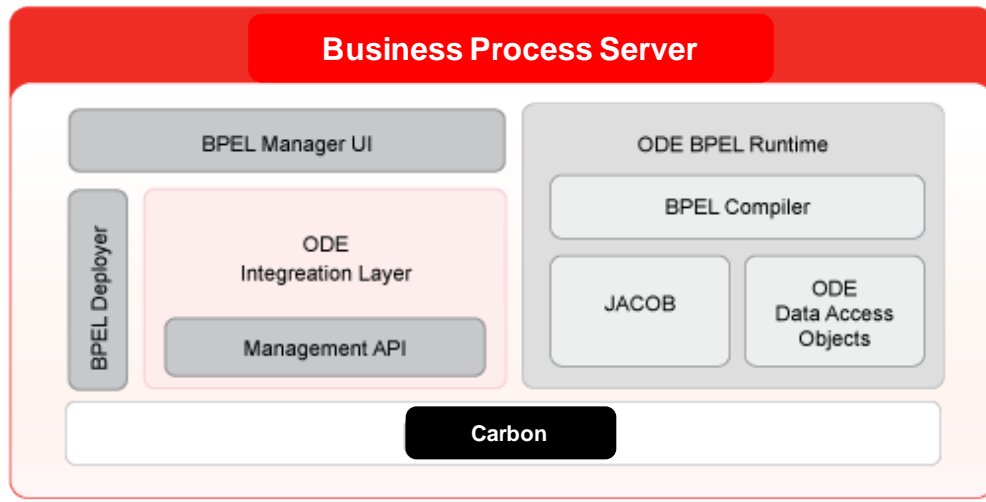 Business Process Server
BPEL Manager UI
BPEL Deployer
ODE
Integreation Layer
Management API
ODE BPEL Runtime
BPEL Compiler
JACOB
ODE
Data Access
Objects
Carbon